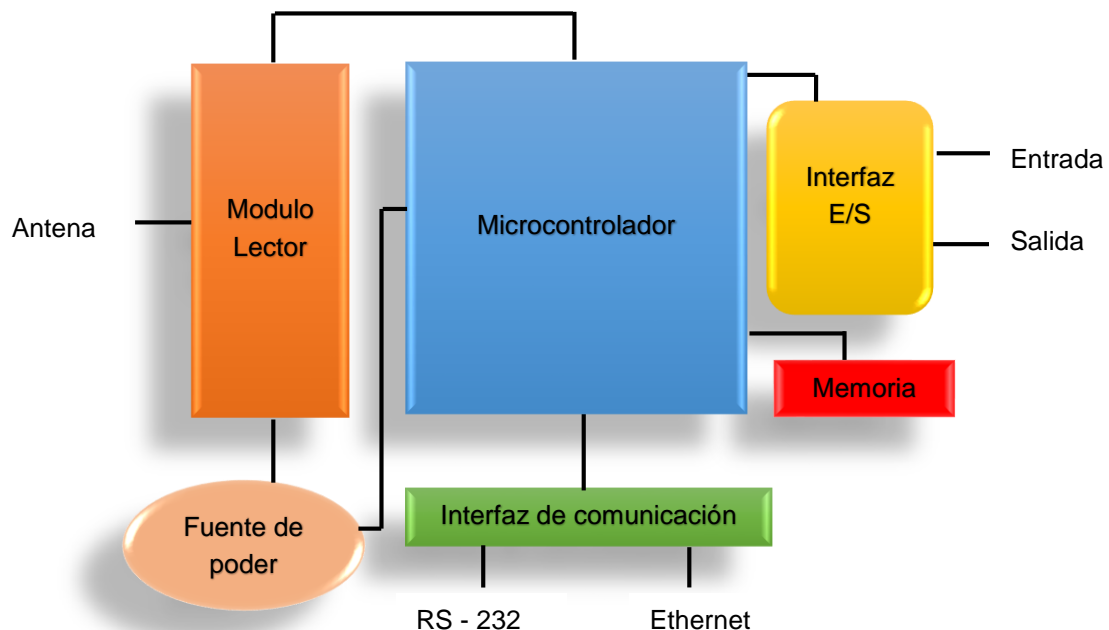 Antena
Modulo
Lector
Microcontrolador
Interfaz
E/S
Entrada
Salida
Memoria
Fuente de
poder
Interfaz de comunicación
RS - 232
Ethernet